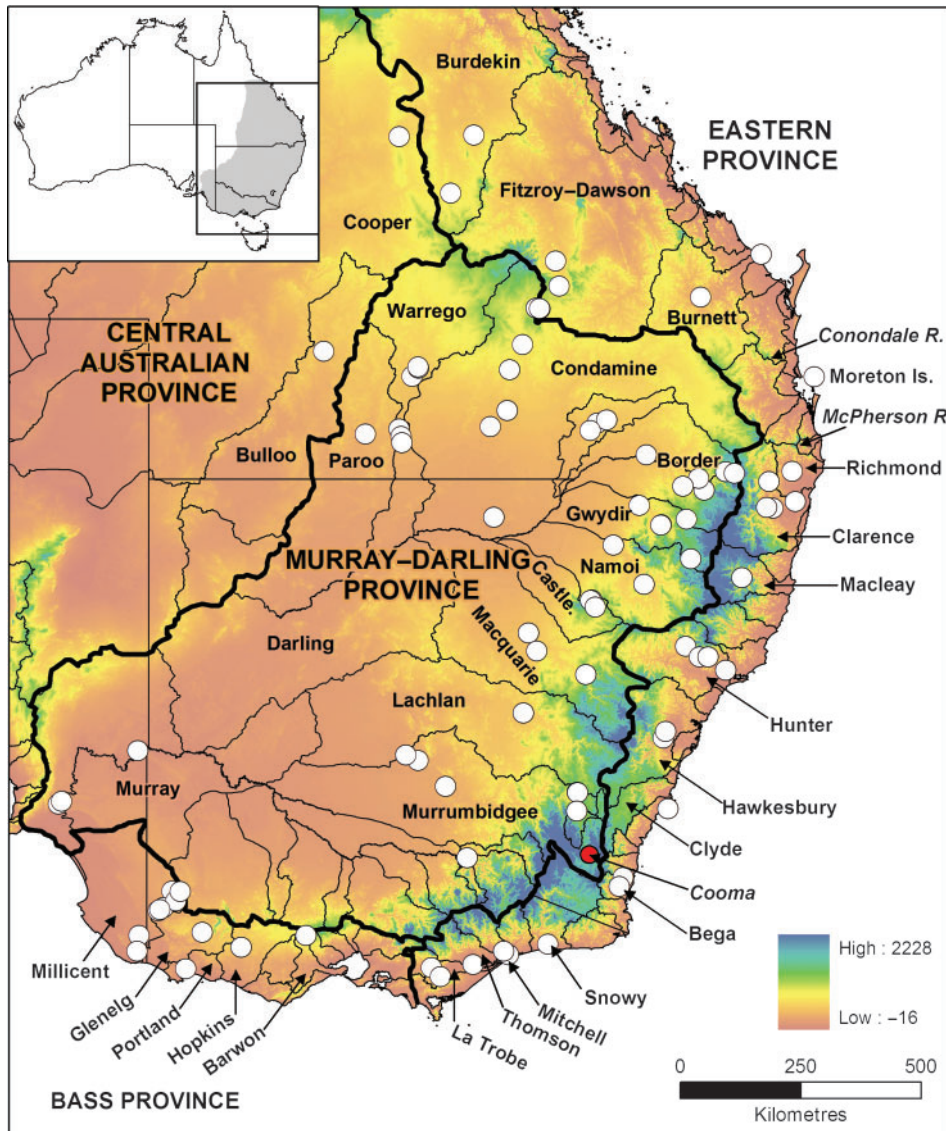 Burdekin
EASTERN
PROVINCE
Fitzroy–Dawson
Cooper
Warrego
Burnett
CENTRAL
AUSTRALIAN
PROVINCE
Condamine
Conondale R.
Moreton Is.
McPherson R
Bulloo
Paroo
Border
Richmond
Gwydir
Clarence
MURRAY–DARLING
PROVINCE
Namoi
Castle.
Macleay
Macquarie
Darling
Lachlan
Hunter
Murray
Murrumbidgee
Hawkesbury
Clyde
Cooma
Bega
Millicent
Glenelg
Portland
Hopkins
Barwon
La Trobe
Thomson
Mitchell
Snowy
High : 2228
Low : –16
0
250
500
Kilometres
BASS PROVINCE